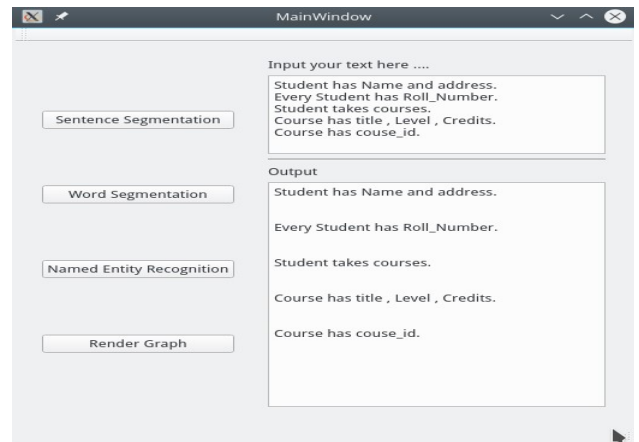 MainWindow
Input your text here ....
Student has Name and address.
Every Student has Roll_Number.
Student takes courses.
Course has title , Level , Credits.
Course has couse_id.
Sentence Segmentation
Output
Word Segmentation
Student has Name and address.
Every Student has Roll_Number.
Named Entity Recognition
Student takes courses.
Course has title , Level , Credits.
Render Graph
Course has couse_id.